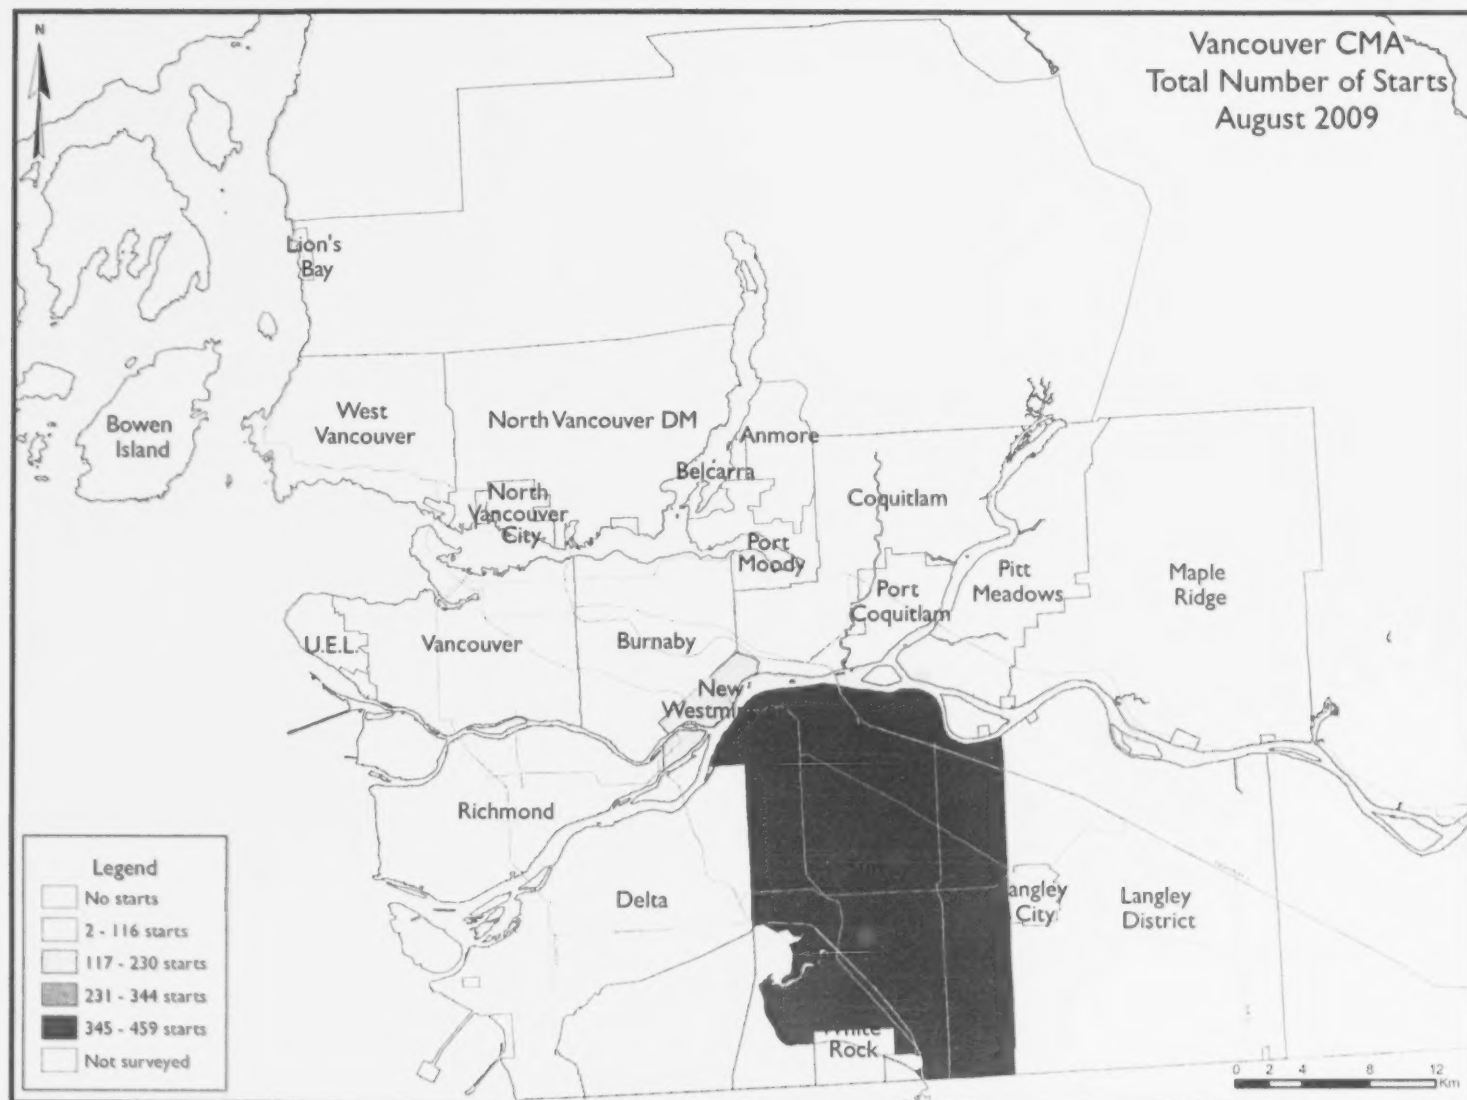 N
Vancouver CMA
Total Number of Starts
August 2009
Lion's
Bay
Bowen
Island
West
Vancouver
North Vancouver DM
Anmore
Belcarra
North
Vancouver
City
Coquitlam
Port
Moody
Pitt
Meadows
Maple
Ridge
Port
Coquitlam
U.E.L.
Vancouver
Burnaby
New
Richmond
Delta
City
Langley
District
White
Rock
Legend
No starts
2 - 116 starts
117 - 230 starts
231 - 344 starts
345 - 459 starts
Not surveyed
0 2 4 8 12
Km